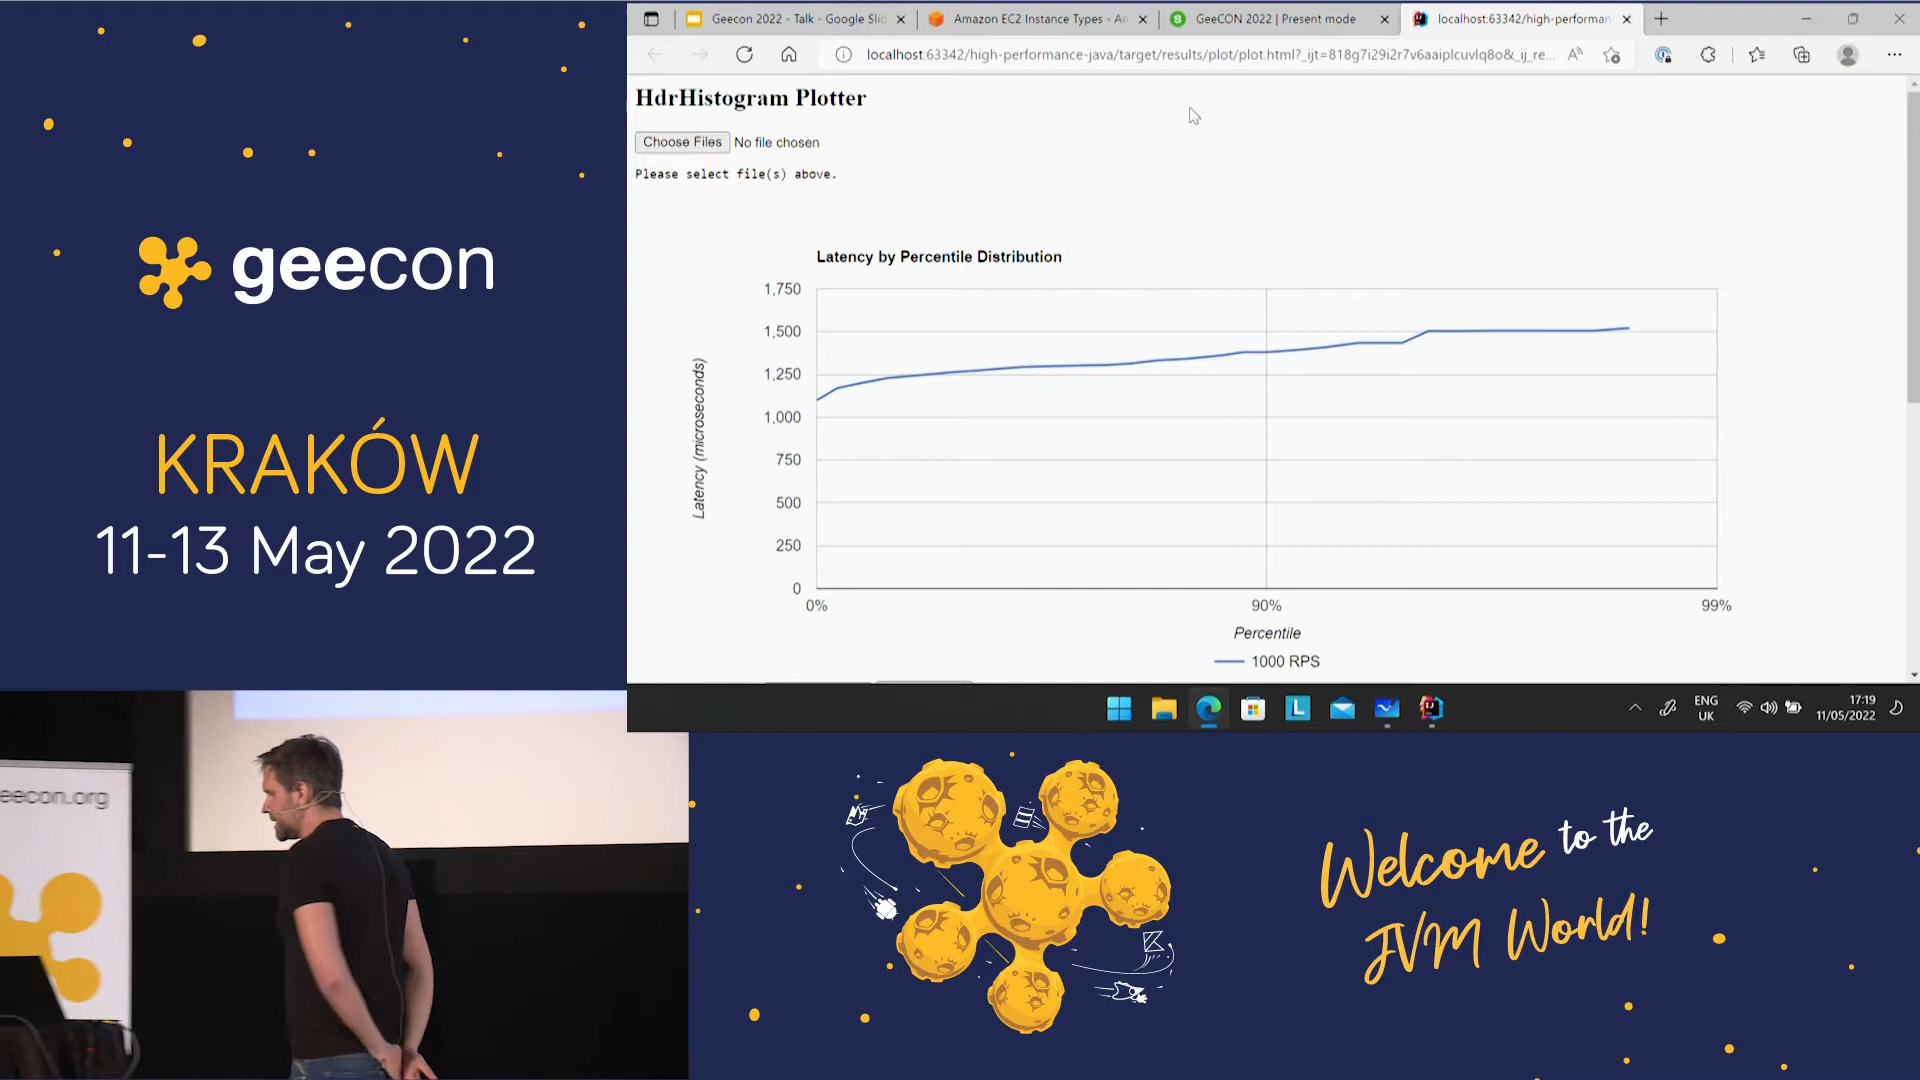 geecon
KRAKÓW
11-13 May 2022
Geecon 2022 - Talk - Google Slid
Amazon EC2 Instance Types - An
GeeCON 2022 | Present mode
localhost:63342/high-performan
localhost:63342/high-performance-java/target/results/plot/plot.html?_ijt=818g7i29i2r7v6aaiplcuvlq8o&_ij_re...
HdrHistogram Plotter
Choose Files No file chosen
Please select file(s) above.
Latency by Percentile Distribution
Latency (microseconds)
1,750
1,500
1,250
1,000
750
500
250
0
0% 90% 99%
Percentile
1000 RPS
ENG
UK
17:19
11/05/2022
eecon.org
Welcome to the
JVM World!